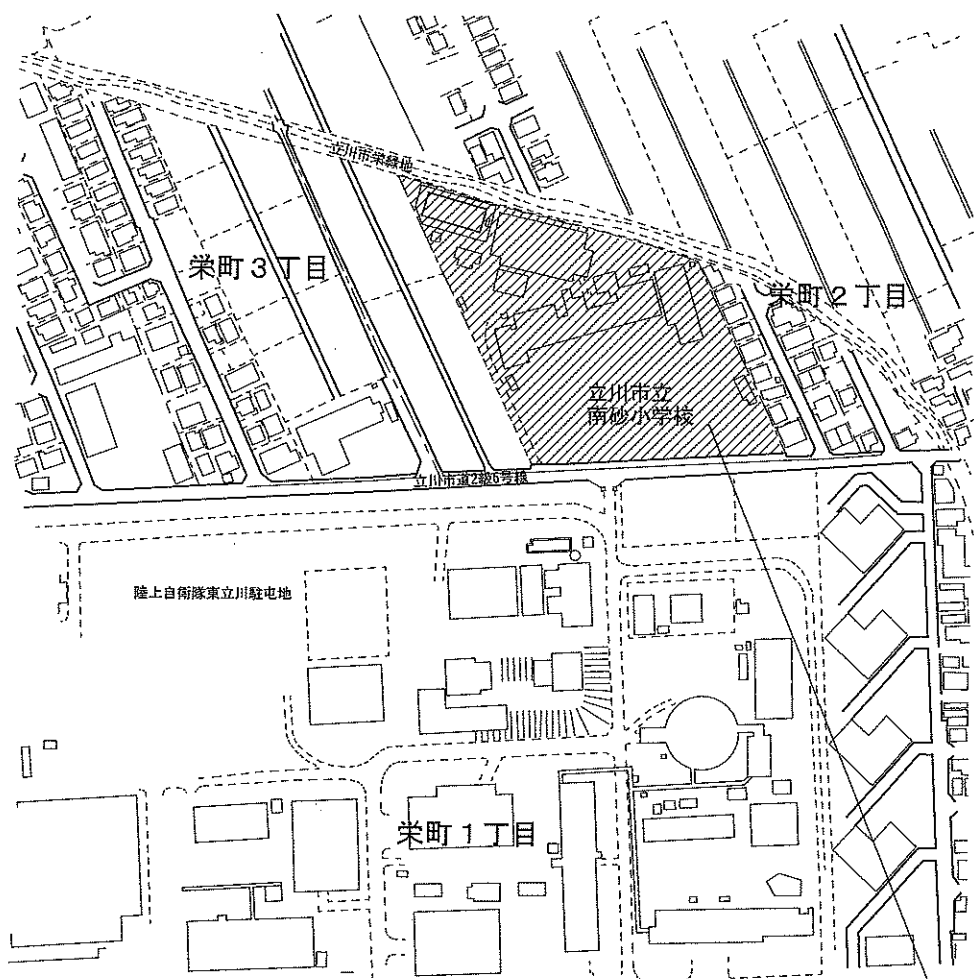 立川市栄緑地
栄町3丁目
栄町2丁目
立川市立
南砂小学校
立川市道2級6号線
陸上自衛隊東立川駐屯地
栄町1丁目